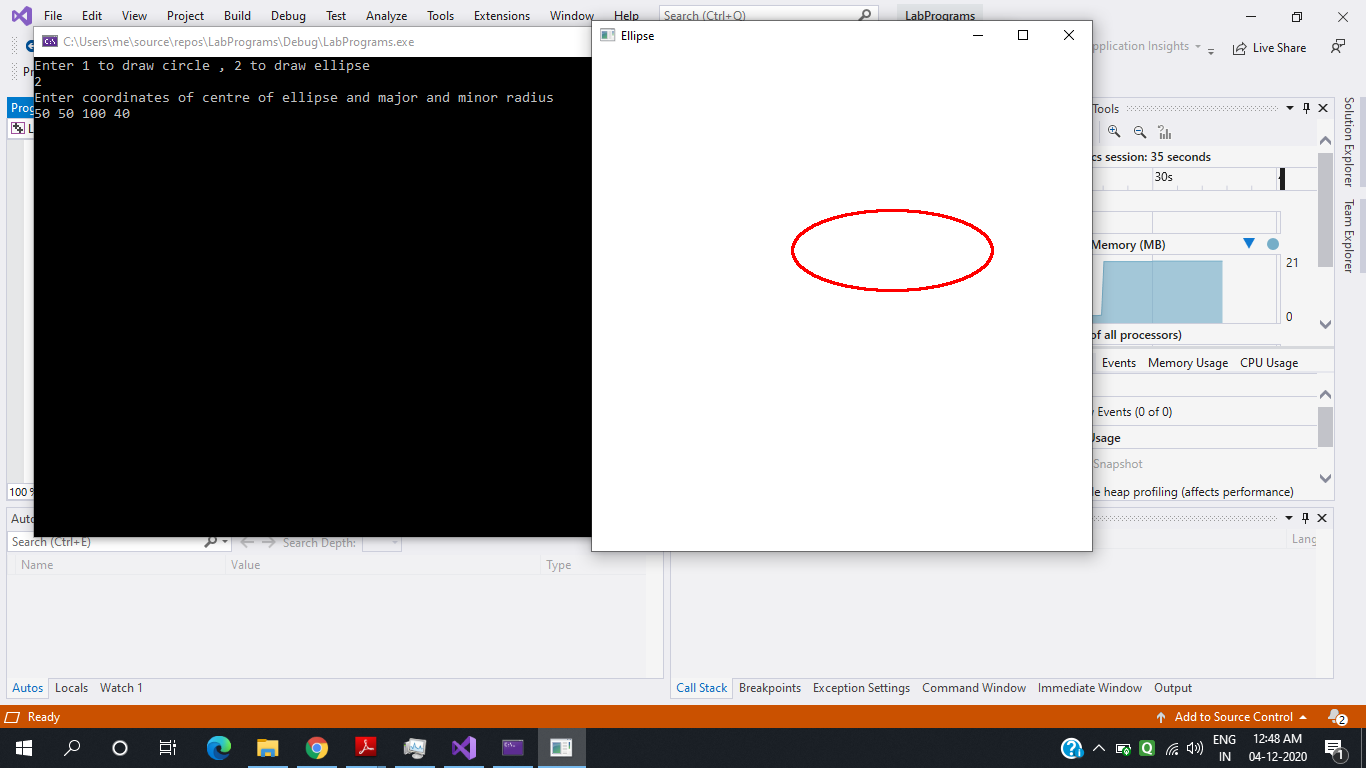 File Edit View Project Build Debug Test Analyze Tools Extensions Window Help Search (Ctrl+Q) LabPrograms
C:\Users\me\source\repos\LabPrograms\Debug\LabPrograms.exe
Ellipse
pplication Insights Live Share
Enter 1 to draw circle , 2 to draw ellipse
2
Enter coordinates of centre of ellipse and major and minor radius
50 50 100 40
Tools
cs session: 35 seconds
30s
Memory (MB)
21
0
of all processors)
Events Memory Usage CPU Usage
Events (0 of 0)
Usage
Snapshot
le heap profiling (affects performance)
Solution Explorer
Team Explorer
100 %
Auto
Search (Ctrl+E) Search Depth:
Name Value Type
Lang
Autos Locals Watch 1
Call Stack Breakpoints Exception Settings Command Window Immediate Window Output
Ready
Add to Source Control
2
ENG
IN
12:48 AM
04-12-2020
1